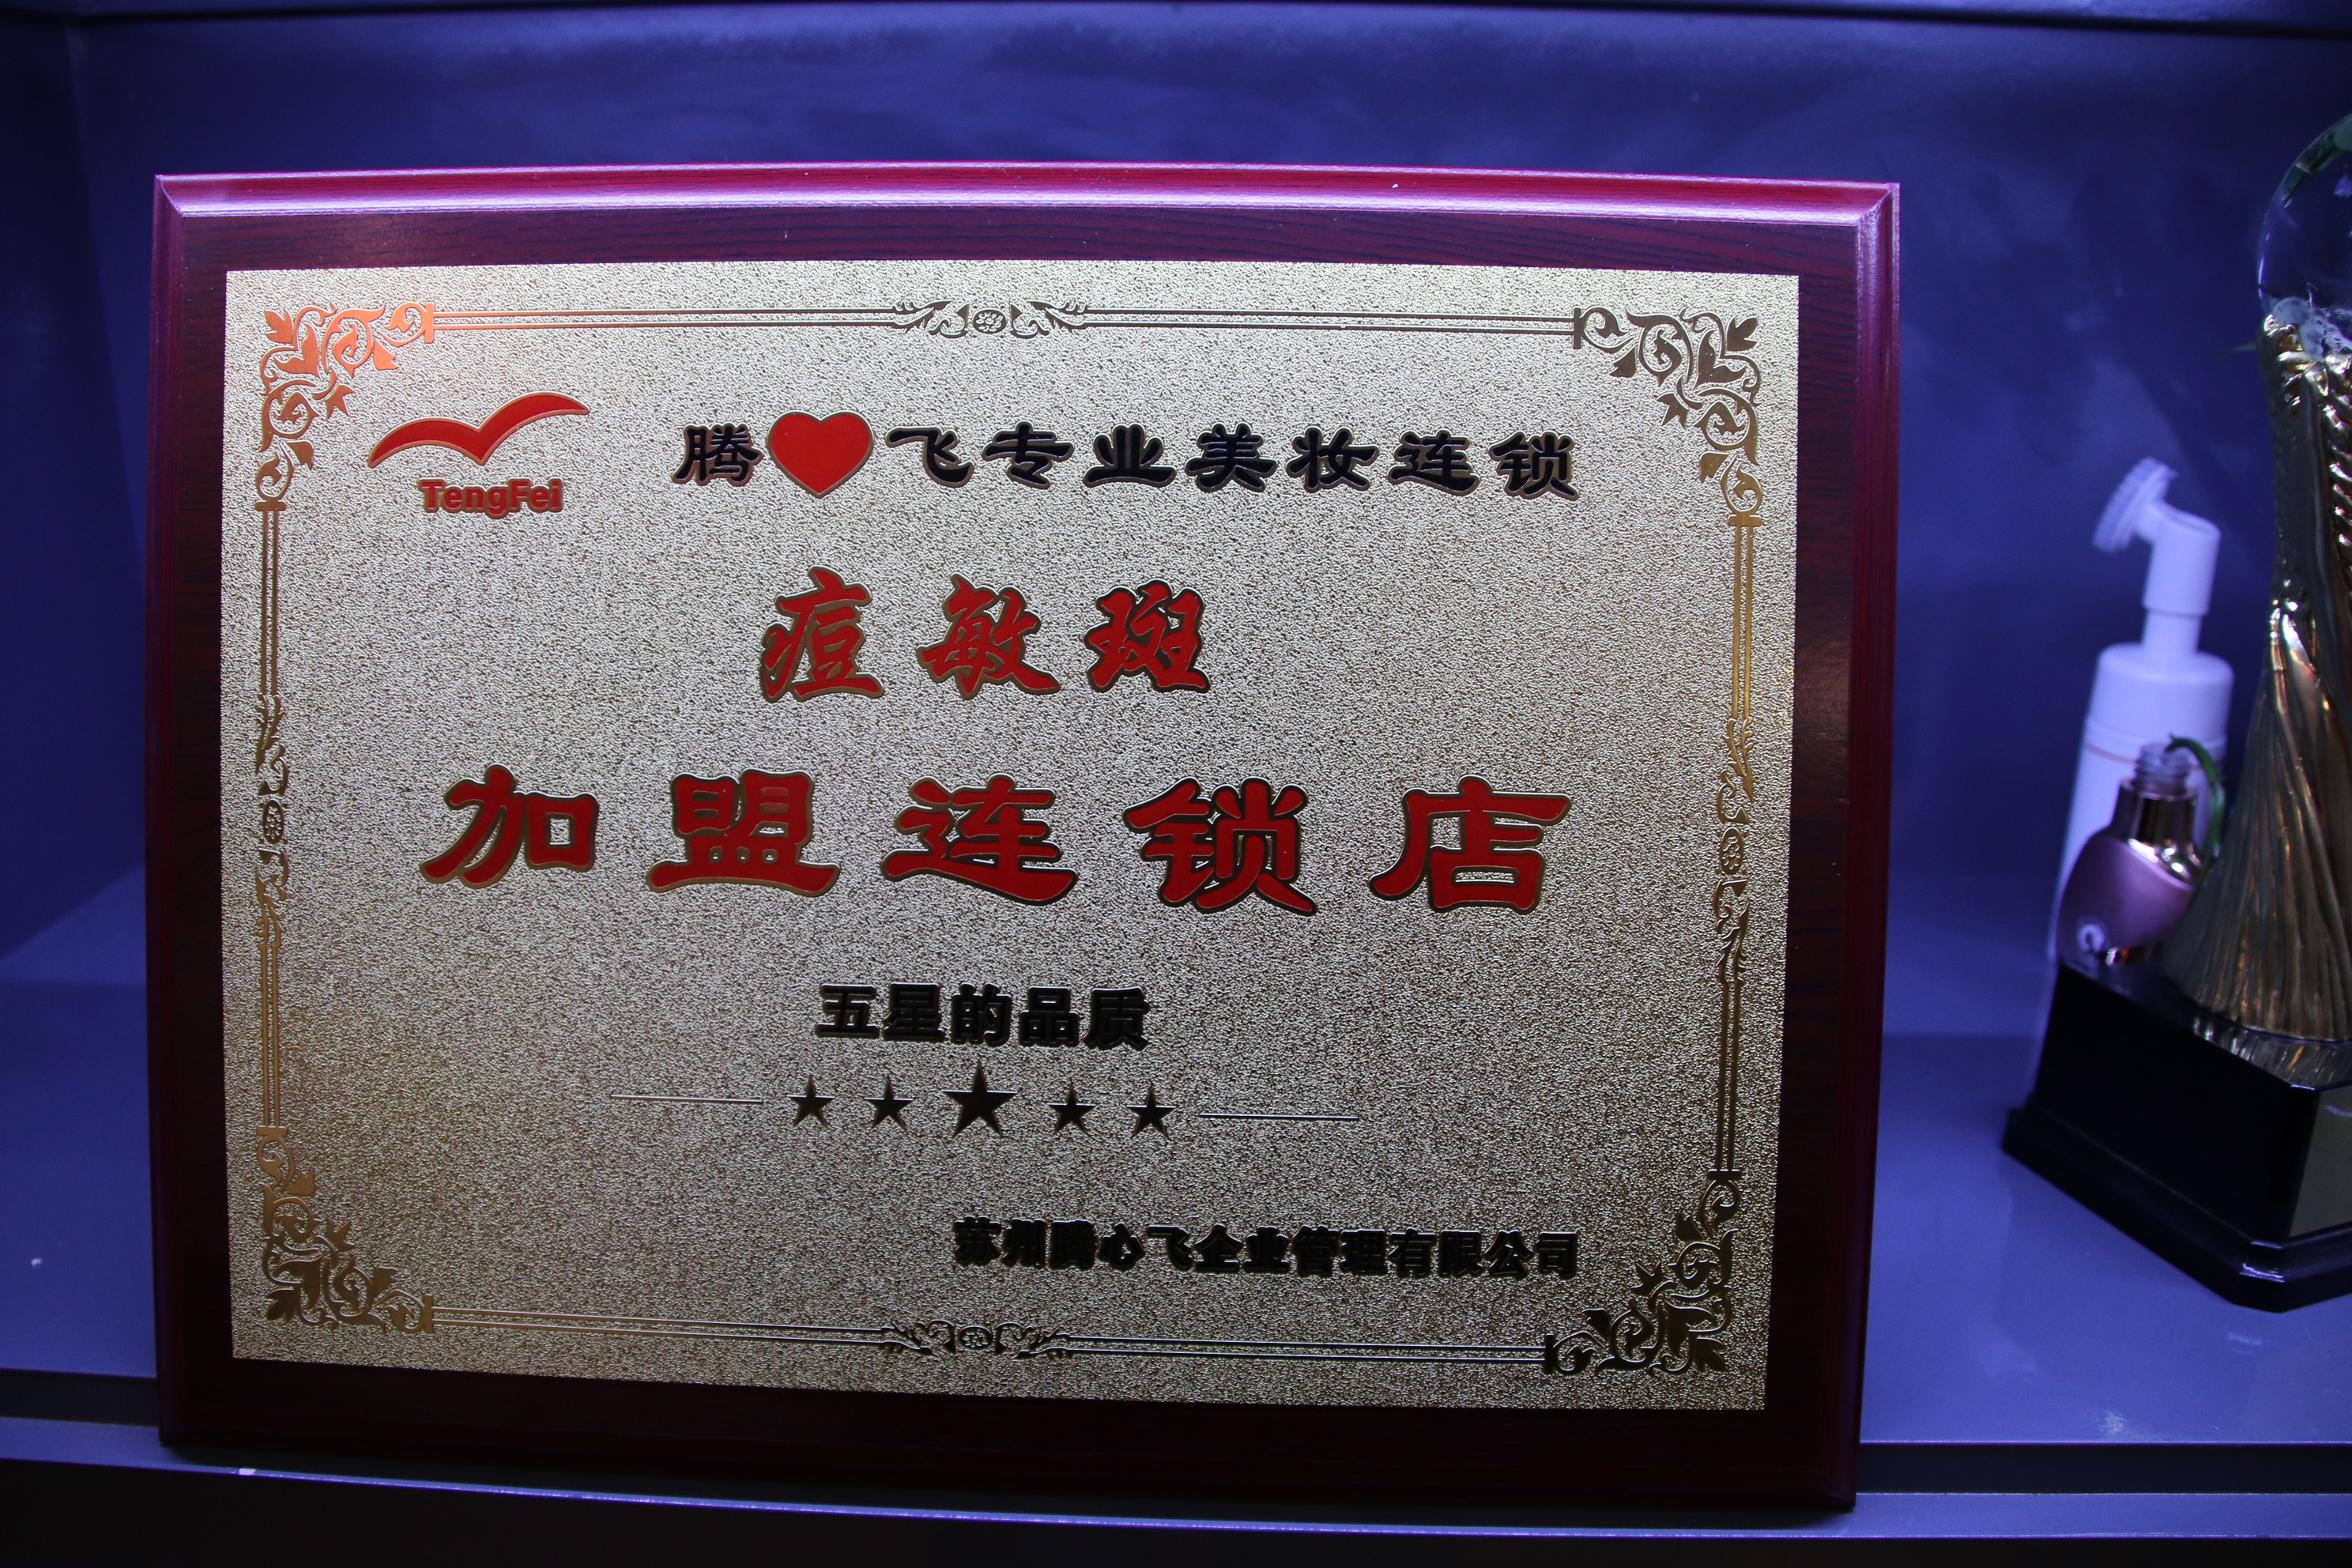 TengFei
腾❤飞专业美妆连锁
痘敏斑
加盟连锁店
五星的品质
苏州腾心飞企业管理有限公司